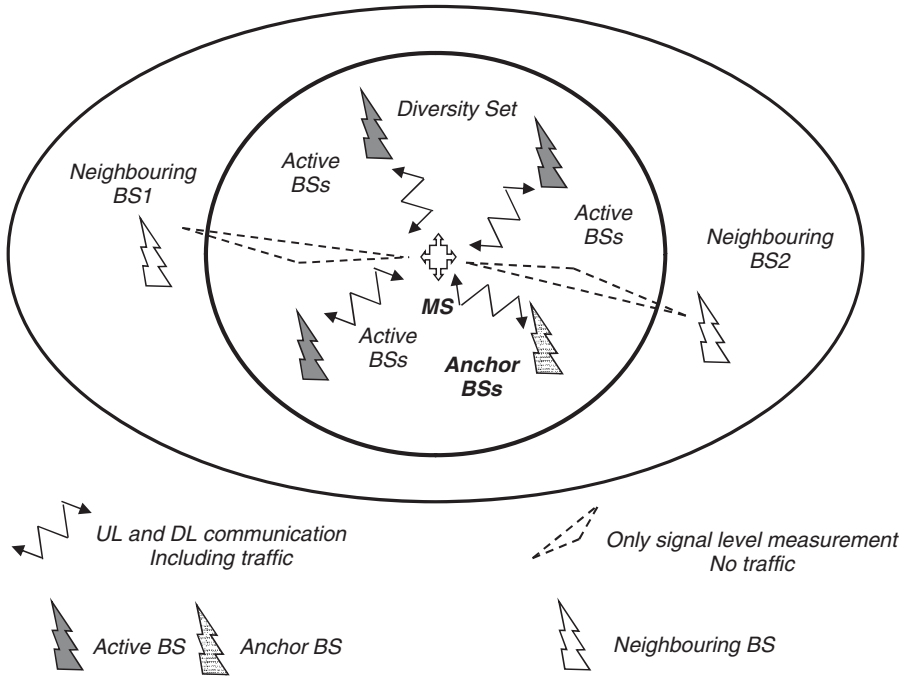 Diversity Set
Active
BSs
Neighbouring
BS1
Active
BSs
Neighbouring
BS2
MS
Active
BSs
Anchor
BSs
UL and DL communication
Including traffic
Only signal level measurement
No traffic
Active BS
Anchor BS
Neighbouring BS